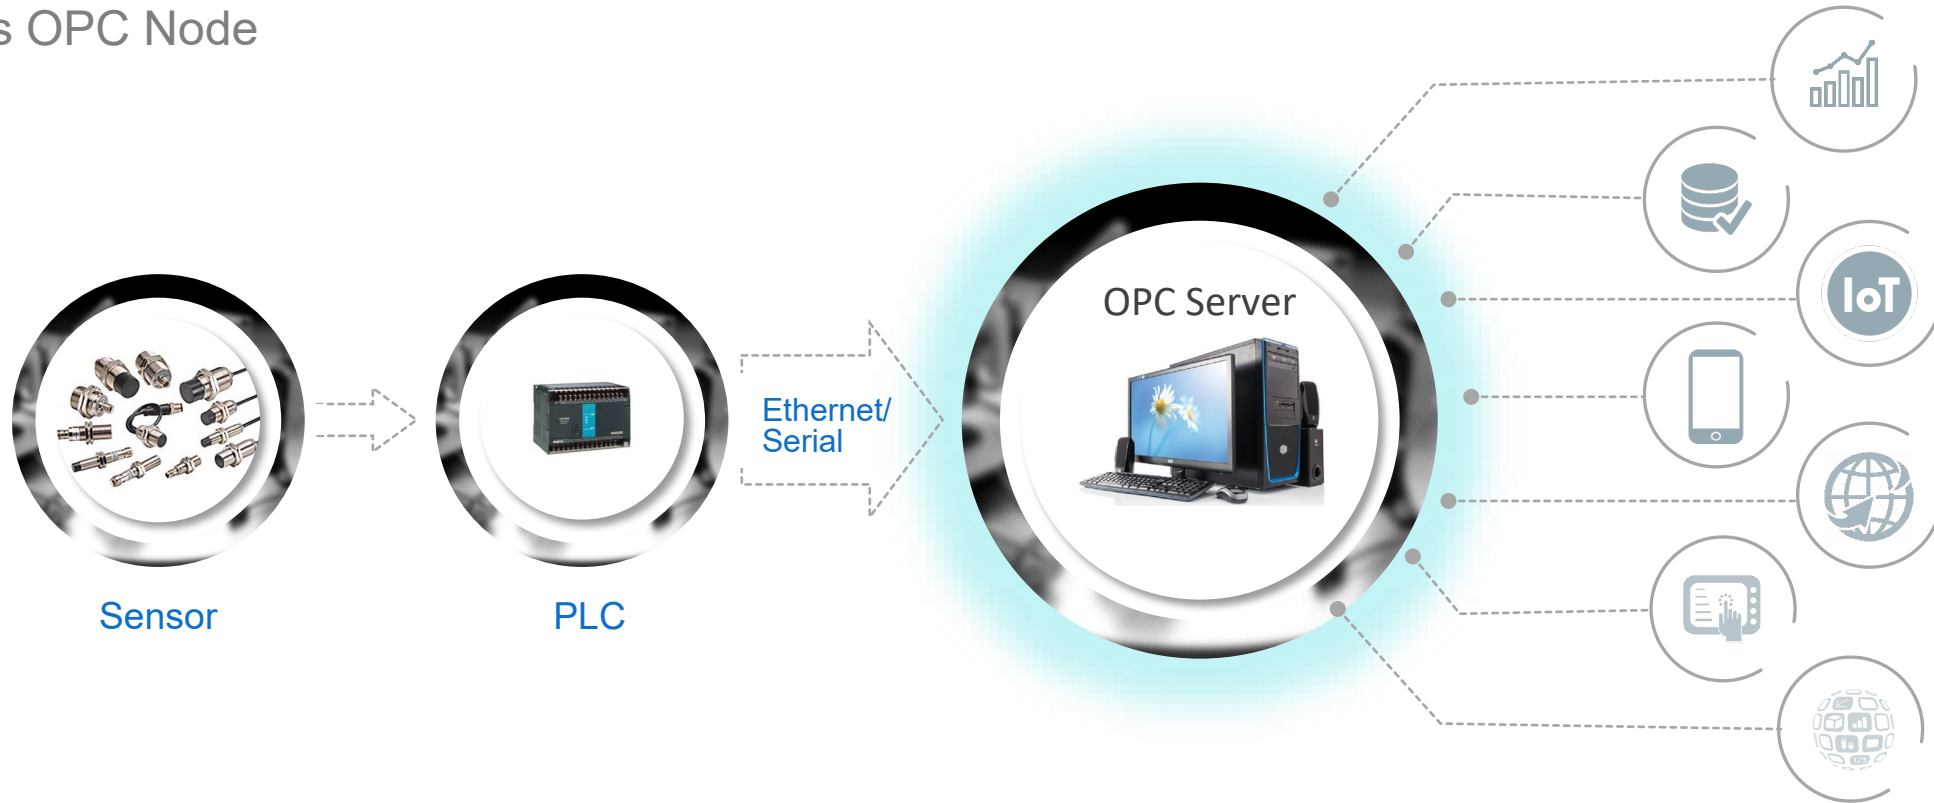 s OPC Node
OPC Server
IoT
Ethernet/
Serial
Sensor
PLC